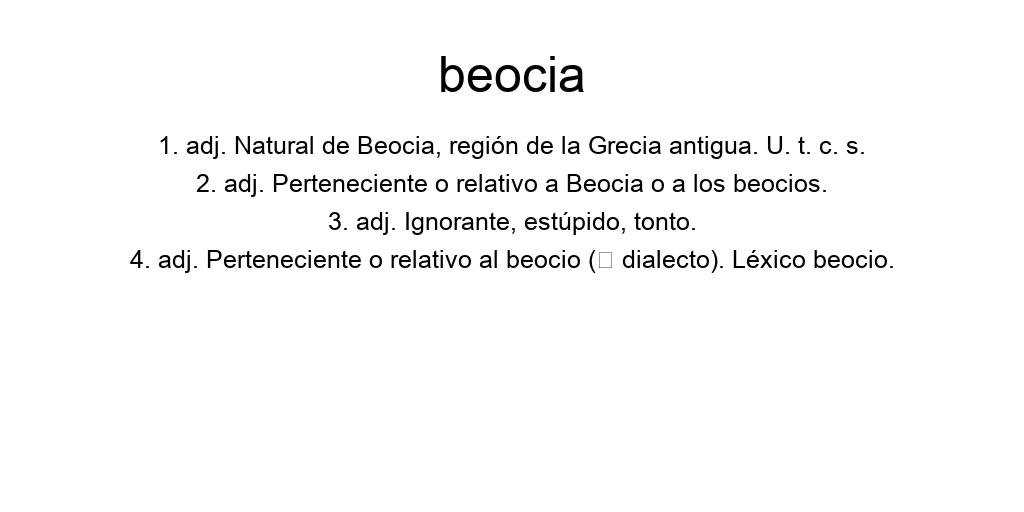 beocia
1. adj. Natural de Beocia, región de la Grecia antigua. U. t. c. s.
2. adj. Perteneciente o relativo a Beocia o a los beocios.
3. adj. Ignorante, estúpido, tonto.
4. adj. Perteneciente o relativo al beocio (□ dialecto). Léxico beocio.